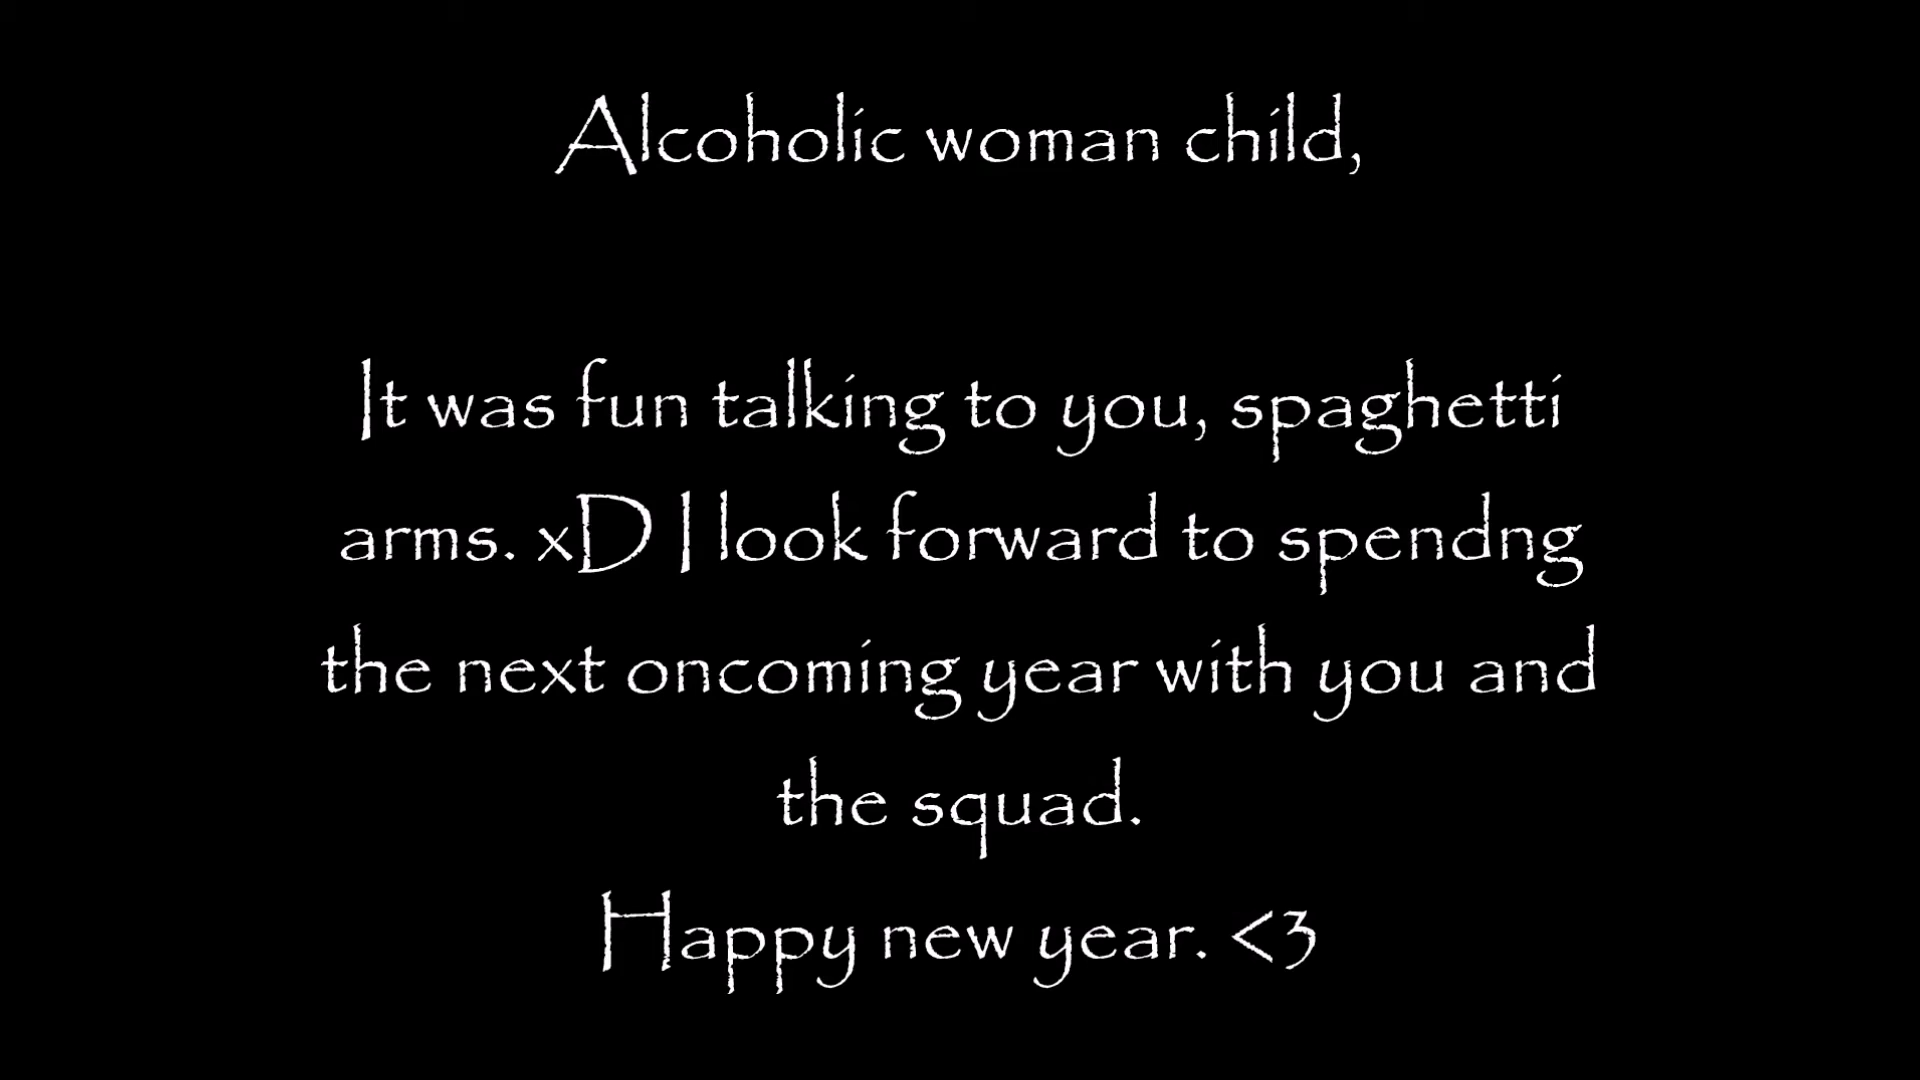 Alcoholic woman child,
It was fun talking to you, spaghetti
arms. xD I look forward to spendng
the next oncoming year with you and
the squad.
Happy new year. <3